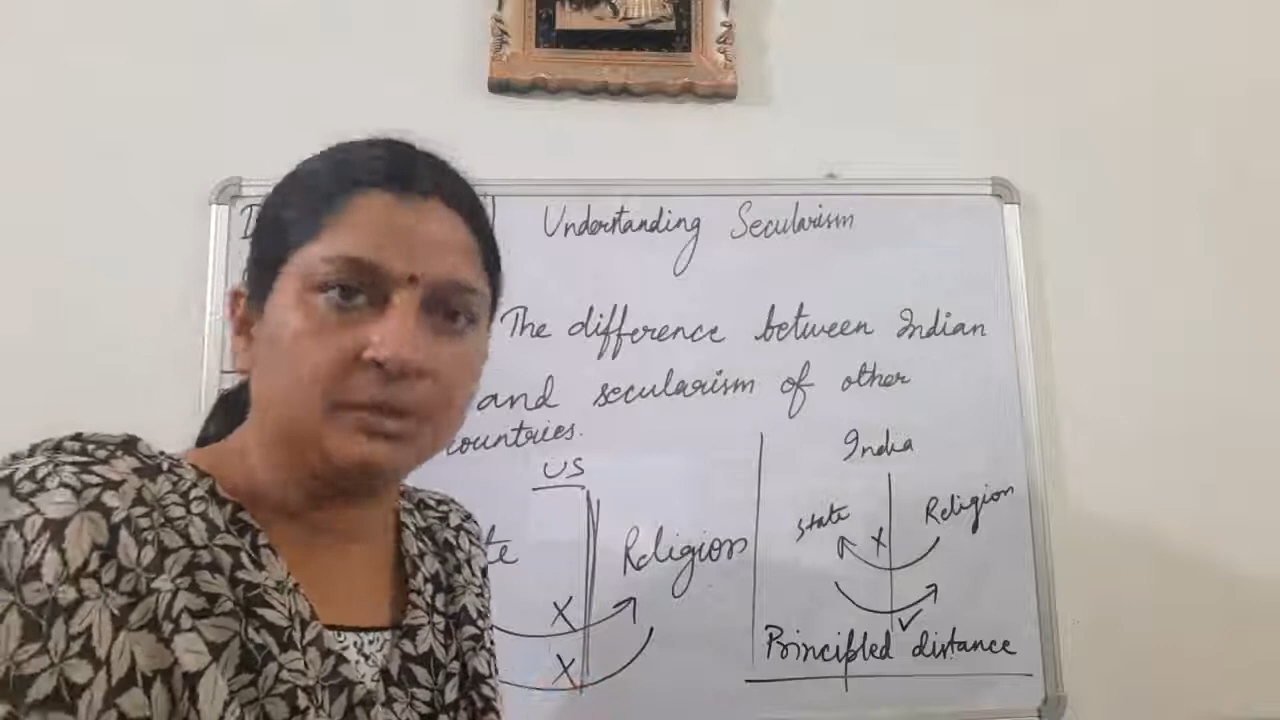 Understanding Secularism
The difference between Indian
and secularism of other
countries.
US
Religion
X
X
India
State
Religion
X
Principled distance